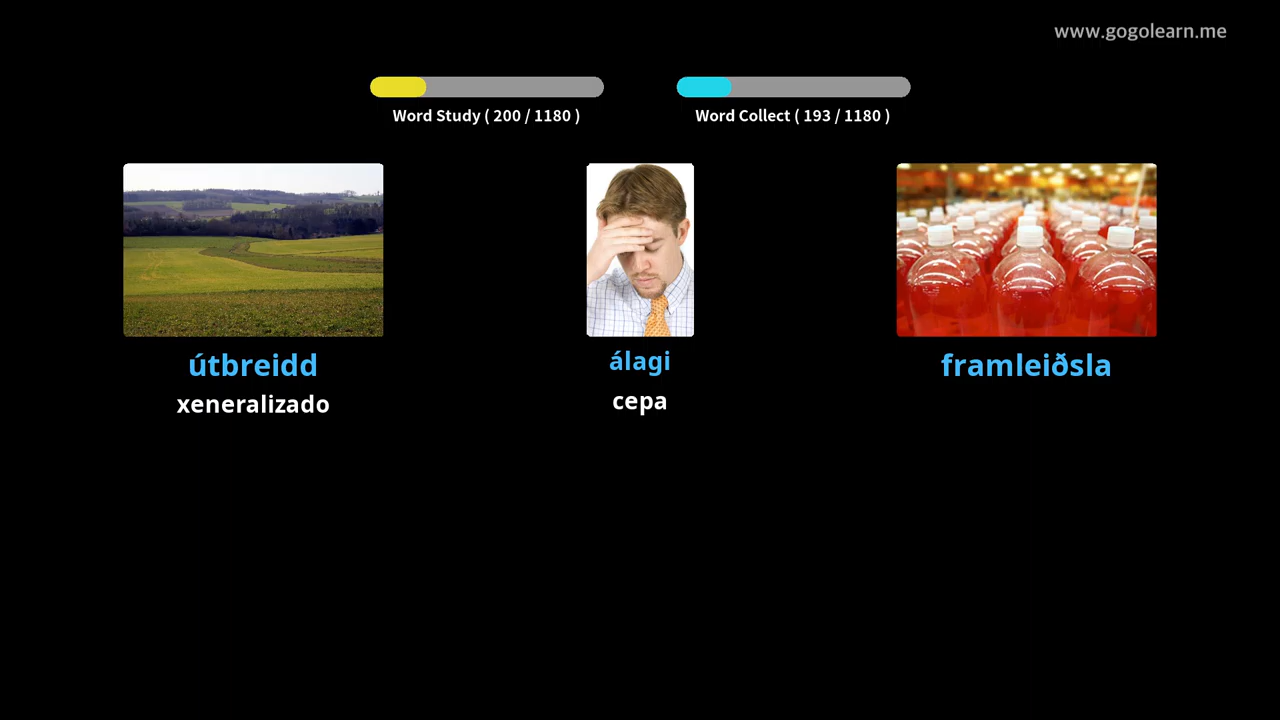 www.gogolearn.me
Word Study ( 200 / 1180 )
Word Collect ( 193 / 1180 )
útbreidd
xeneralizado
álagi
cepa
framleiðsla